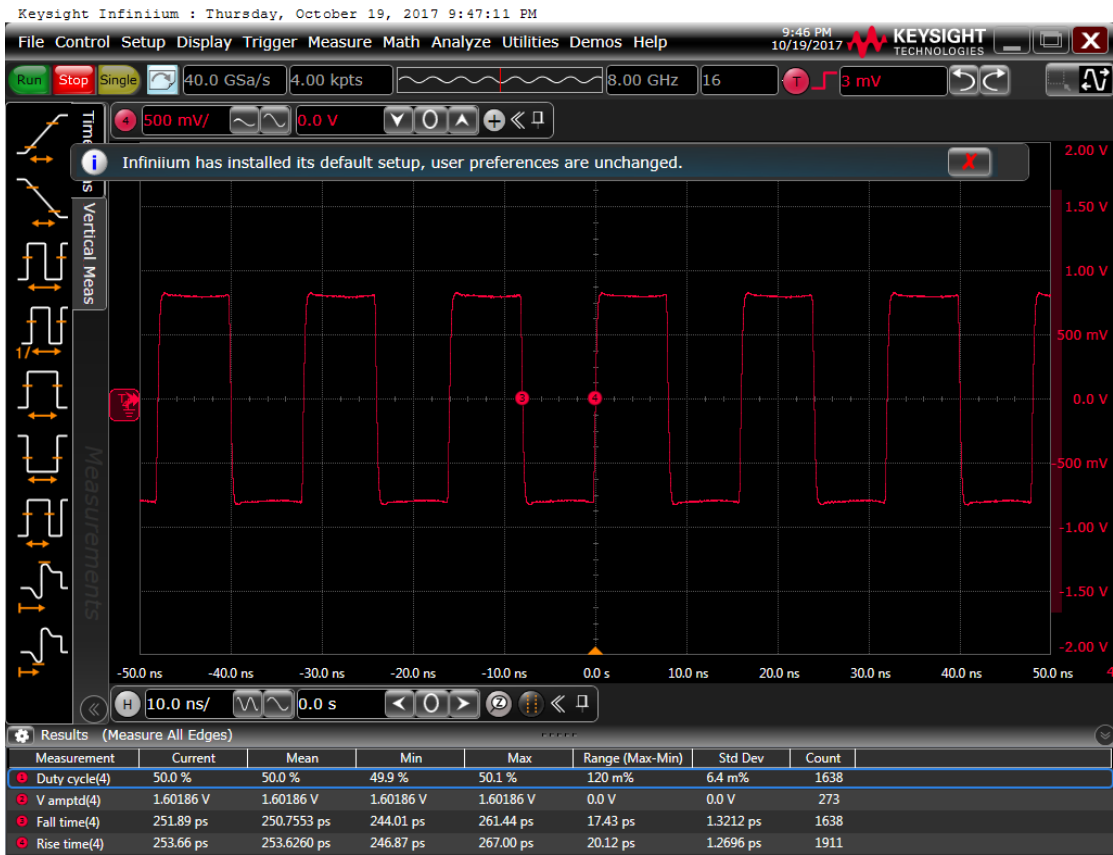 Keysight Infiniium : Thursday, October 19, 2017 9:47:11 PM
File Control Setup Display Trigger Measure Math Analyze Utilities Demos Help
9:46 PM
10/19/2017
KEYSIGHT
TECHNOLOGIES
X
Run Stop Single 40.0 GSa/s 4.00 kpts 8.00 GHz 16 T 3 mV
4 500 mV/ 0.0 V 0
i Infiniium has installed its default setup, user preferences are unchanged. X
Vertical Meas
1/
Measurements
2.00 V
1.50 V
1.00 V
500 mV
0.0 V
-500 mV
-1.00 V
-1.50 V
-2.00 V
T 3 4
-50.0 ns -40.0 ns -30.0 ns -20.0 ns -10.0 ns 0.0 s 10.0 ns 20.0 ns 30.0 ns 40.0 ns 50.0 ns
H 10.0 ns/ 0.0 s 0 Z
Results (Measure All Edges)
Measurement Current Mean Min Max Range (Max-Min) Std Dev Count
1 Duty cycle(4) 50.0 % 50.0 % 49.9 % 50.1 % 120 m% 6.4 m% 1638
2 V amptd(4) 1.60186 V 1.60186 V 1.60186 V 1.60186 V 0.0 V 0.0 V 273
3 Fall time(4) 251.89 ps 250.7553 ps 244.01 ps 261.44 ps 17.43 ps 1.3212 ps 1638
4 Rise time(4) 253.66 ps 253.6260 ps 246.87 ps 267.00 ps 20.12 ps 1.2696 ps 1911